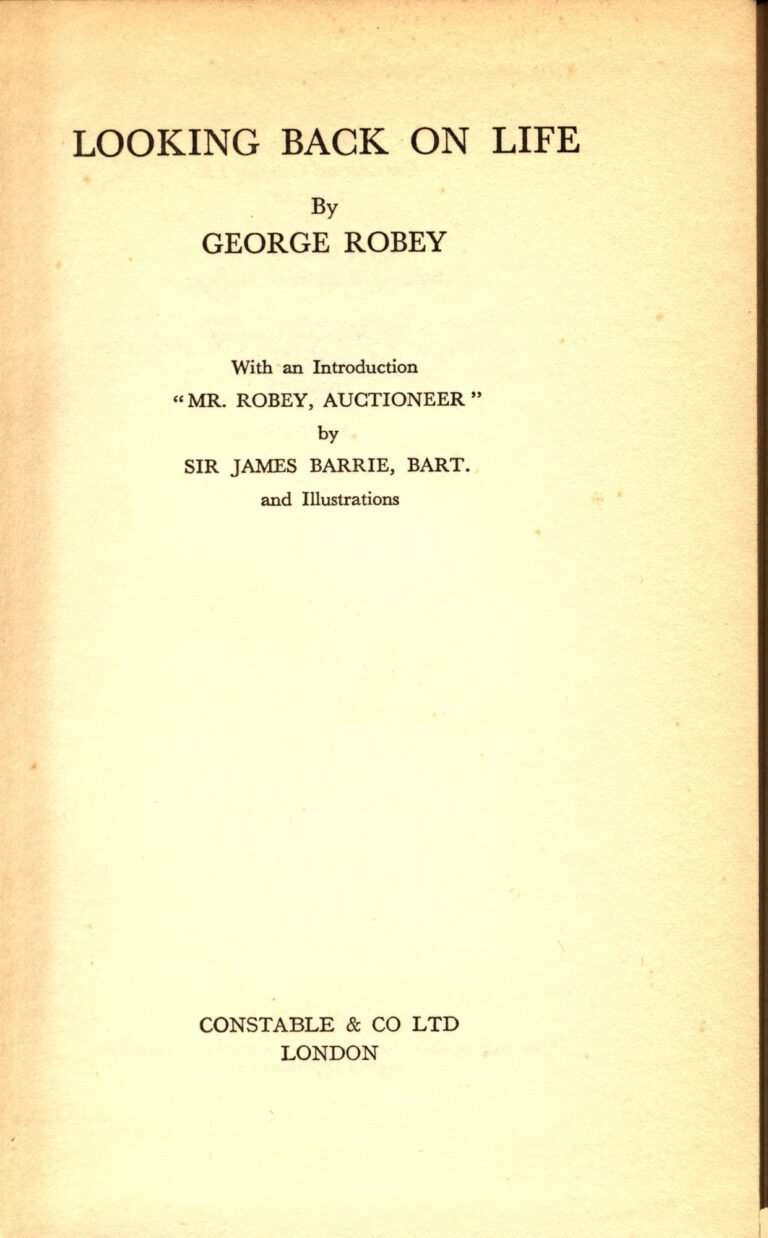 LOOKING BACK ON LIFE
By
GEORGE ROBEY
With an Introduction
“MR. ROBEY, AUCTIONEER”
by
SIR JAMES BARRIE, BART.
and Illustrations
CONSTABLE & CO LTD
LONDON